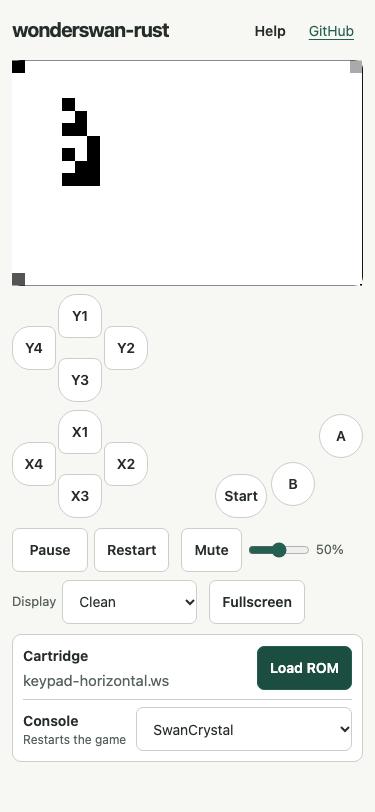 wonderswan-rust
Help
GitHub
Y1
Y4
Y2
Y3
X1
X4
X2
X3
A
B
Start
Pause
Restart
Mute
50%
Display
Clean
Fullscreen
Cartridge
keypad-horizontal.ws
Load ROM
Console
Restarts the game
SwanCrystal